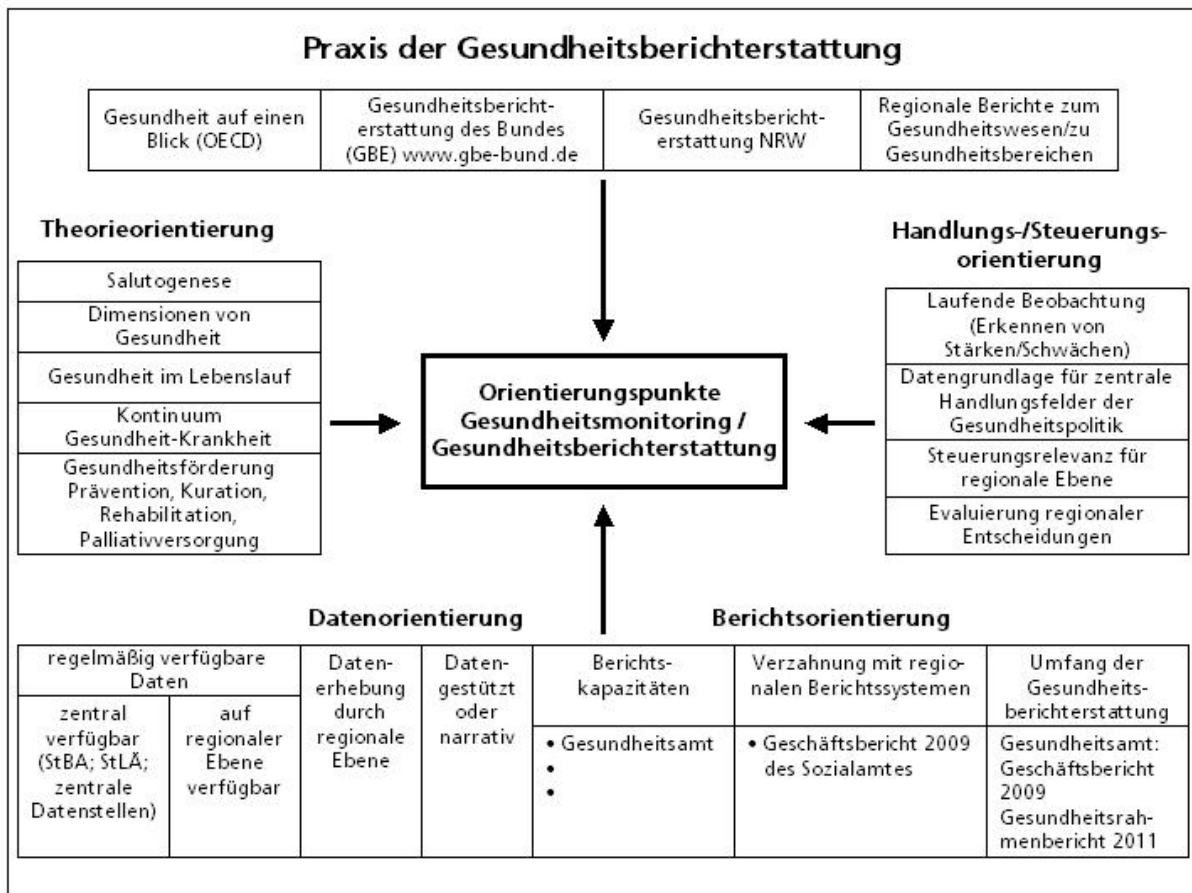 Praxis der Gesundheitsberichterstattung
Gesundheit auf einen
Blick (OECD)
Gesundheitsbericht-
erstattung des Bundes
(GBE) www.gbe-bund.de
Gesundheitsbericht-
erstattung NRW
Regionale Berichte zum
Gesundheitswesen/zu
Gesundheitsbereichen
Theorieorientierung
Salutogenese
Dimensionen von
Gesundheit
Gesundheit im Lebenslauf
Kontinuum
Gesundheit-Krankheit
Gesundheitsförderung
Prävention, Kuration,
Rehabilitation,
Palliativversorgung
Orientierungspunkte
Gesundheitsmonitoring /
Gesundheitsberichterstattung
Handlungs-/Steuerungs-
orientierung
Laufende Beobachtung
(Erkennen von
Stärken/Schwächen)
Datengrundlage für zentrale
Handlungsfelder der
Gesundheitspolitik
Steuerungsrelevanz für
regionale Ebene
Evaluierung regionaler
Entscheidungen
Datenorientierung
regelmäßig verfügbare
Daten
zentral
verfügbar
(StBA; StLÄ;
zentrale
Datenstellen)
auf
regionaler
Ebene
verfügbar
Daten-
erhebung
durch
regionale
Ebene
Daten-
gestützt
oder
narrativ
Berichtsorientierung
Berichts-
kapazitäten
• Gesundheitsamt
•
•
Verzahnung mit regio-
nalen Berichtssystemen
• Geschäftsbericht 2009
des Sozialamtes
Umfang der
Gesundheits-
berichterstattung
Gesundheitsamt:
Geschäftsbericht
2009
Gesundheitsrah-
menbericht 2011